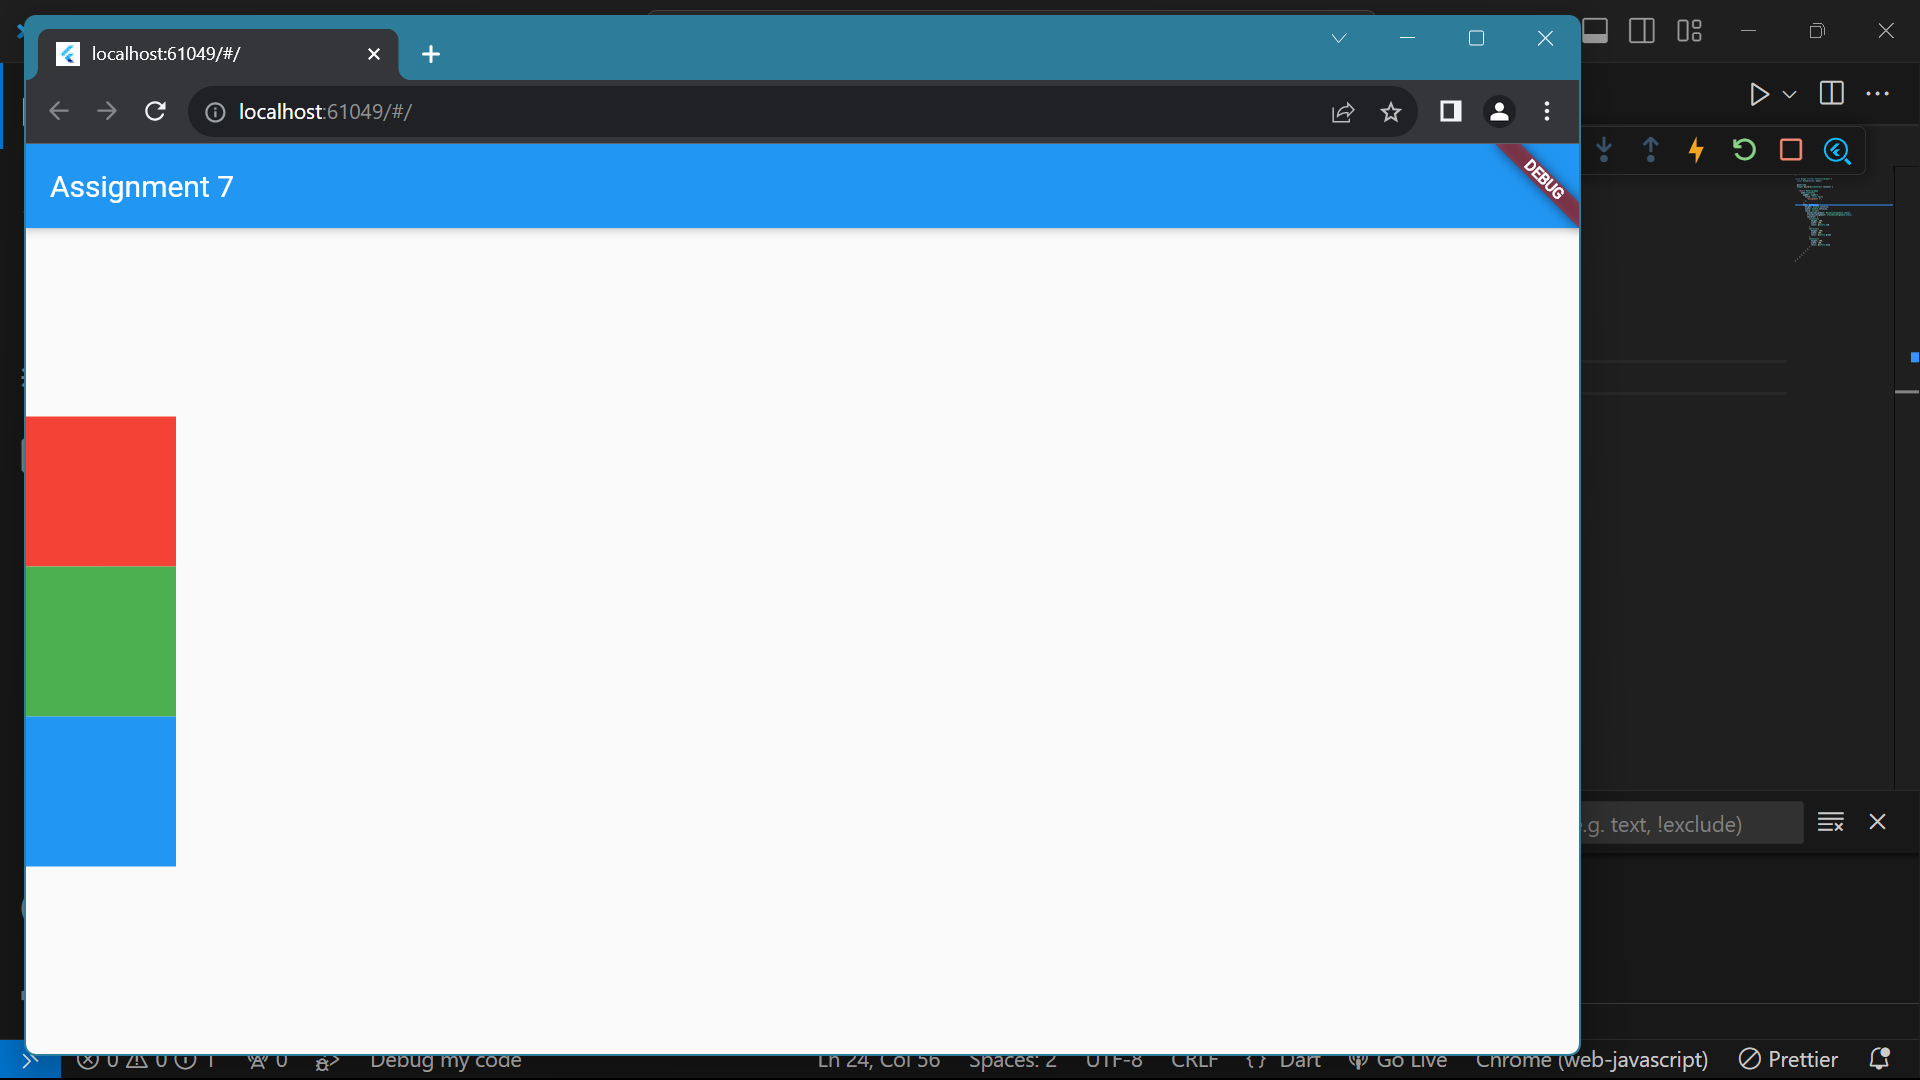 localhost:61049/#/
localhost:61049/#/
Assignment 7
DEBUG
.g. text, !exclude)
0 0 1 0 Debug my code Ln 24, Col 56 Spaces: 2 UTF-8 CRLF {} Dart Go Live Chrome (web-javascript) Prettier